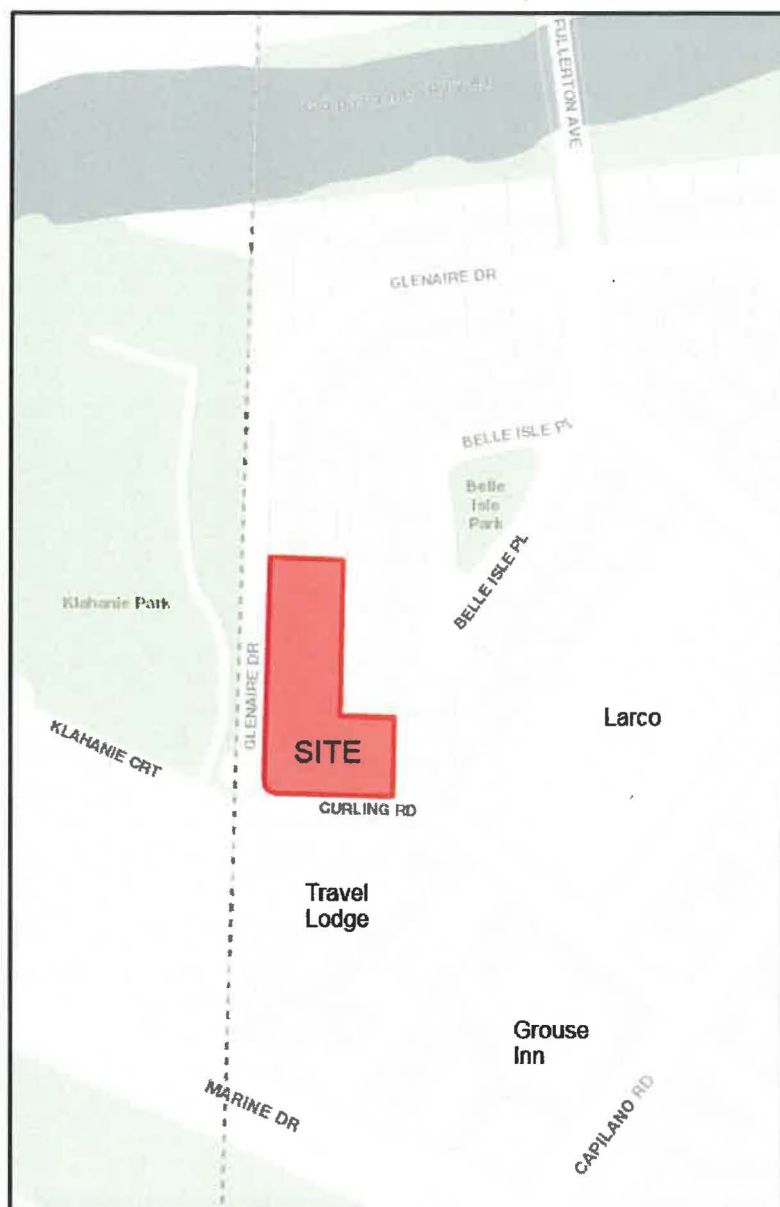 FULLERTON AVE
GLENAIRE DR
BELLE ISLE PL
Belle
Isle
Park
BELLE ISLE PL
Klahanie Park
GLENAIRE DR
KLAHANIE CRT
SITE
Larco
CURLING RD
Travel
Lodge
Grouse
Inn
MARINE DR
CAPILANO RD